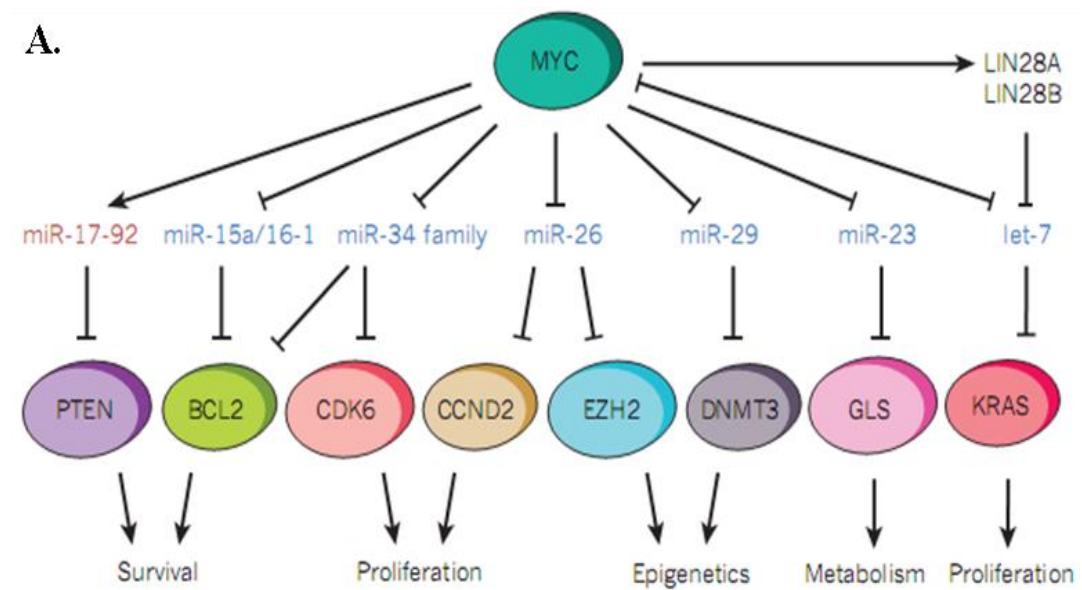 A.
MYC
LIN28A
LIN28B
miR-17-92 miR-15a/16-1 miR-34 family miR-26 miR-29 miR-23 let-7
PTEN BCL2 CDK6 CCND2 EZH2 DNMT3 GLS KRAS
Survival Proliferation Epigenetics Metabolism Proliferation